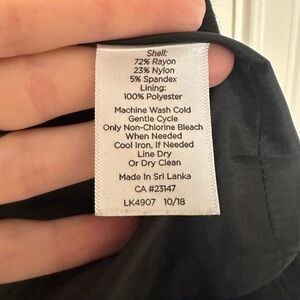 Shell:
72% Rayon
23% Nylon
5% Spandex
Lining:
100% Polyester
Machine Wash Cold
Gentle Cycle
Only Non-Chlorine Bleach
When Needed
Cool Iron, If Needed
Line Dry
Or Dry Clean
Made In Sri Lanka
CA #23147
LK4907 10/18